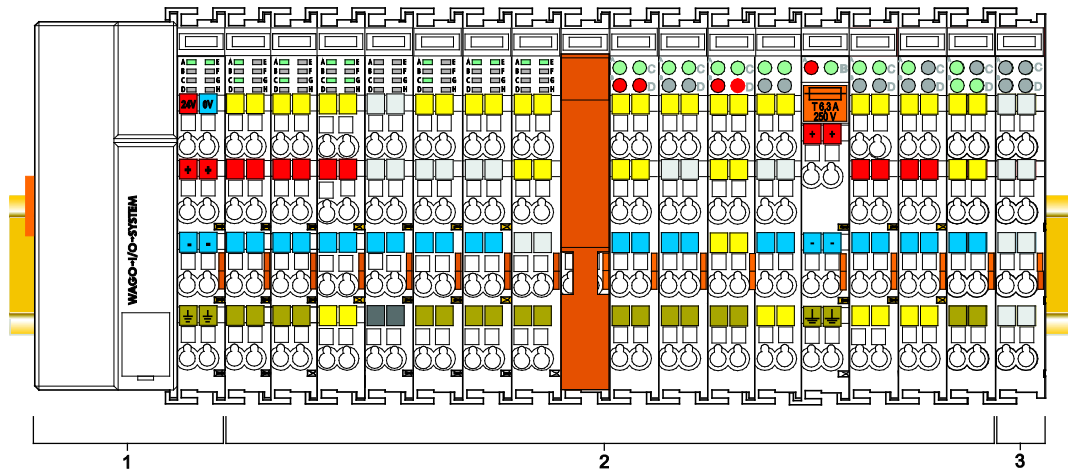 A E A E A E A E A E A E A E A E
B F B F B F B F B F B F B F B F
C G C G C G C G C G C G C G C G
D H D H D H D H D H D H D H D H
C C C B C C C C
D D D D D D D
24V 0V
T 6,3 A
250 V
+ +
+ +
WAGO-I/O-SYSTEM
- -
- -
1 2 3